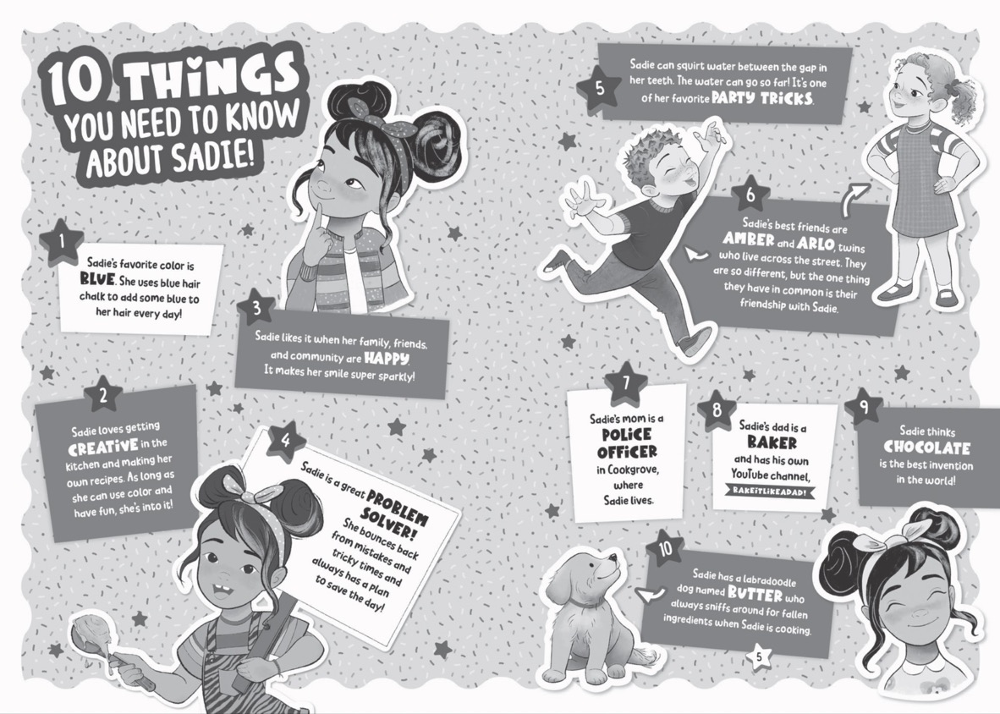 10 THiNGS
YOU NEED TO KNOW
ABOUT SADIE!
1
Sadie's favorite color is
BLUE. She uses blue hair
chalk to add some blue to
her hair every day!
2
Sadie loves getting
CREATiVE in the
kitchen and making her
own recipes. As long as
she can use color and
have fun, she's into it!
3
Sadie likes it when her family, friends,
and community are HAPPY.
It makes her smile super sparkly!
4
Sadie is a great PROBLEM
SOLVER!
She bounces back
from mistakes and
tricky times and
always has a plan
to save the day!
5
Sadie can squirt water between the gap in
her teeth. The water can go so far! It's one
of her favorite PARTY TRiCKS.
6
Sadie's best friends are
AMBER and ARLO, twins
who live across the street. They
are so different, but the one thing
they have in common is their
friendship with Sadie.
7
Sadie's mom is a
POLiCE
OFFiCER
in Cookgrove,
where
Sadie lives.
8
Sadie's dad is a
BAKER
and has his own
YouTube channel,
BAKEiTLiKEADAD!
9
Sadie thinks
CHOCOLATE
is the best invention
in the world!
10
Sadie has a labradoodle
dog named BUTTER who
always sniffs around for fallen
ingredients when Sadie is cooking.
5